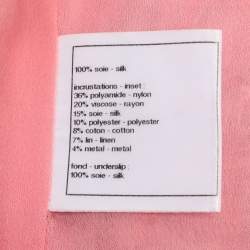 100% soie - silk
incrustations - inset :
36% polyamide - nylon
20% viscose - rayon
15% soie - silk
10% polyester - polyester
8% coton - cotton
7% lin - linen
4% metal - metal
fond - underslip :
100% soie - silk